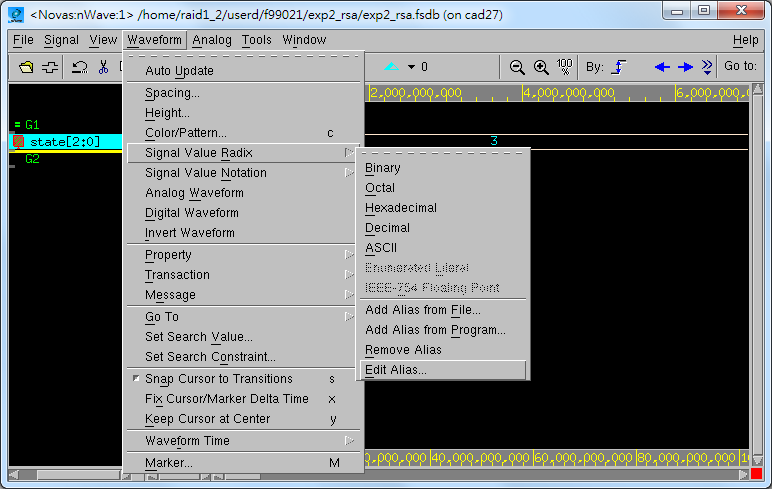 <Novas:nWave:1> /home/raid1_2/userd/f99021/exp2_rsa/exp2_rsa.fsdb (on cad27)
File Signal View Waveform Analog Tools Window Help
0 100 % By: Go to:
2,000,000,000 4,000,000,000 6,000,000,000
G1
state[2:0] 3
G2
Auto Update
Spacing...
Height...
Color/Pattern... c
Signal Value Radix
Signal Value Notation
Analog Waveform
Digital Waveform
Invert Waveform
Property
Transaction
Message
Go To
Set Search Value...
Set Search Constraint...
Snap Cursor to Transitions s
Fix Cursor/Marker Delta Time x
Keep Cursor at Center y
Waveform Time
Marker... M
Binary
Octal
Hexadecimal
Decimal
ASCII
Enumerated Literal
IEEE-754 Floating Point
Add Alias from File...
Add Alias from Program...
Remove Alias
Edit Alias...
0,000,000 40,000,000,000 60,000,000,000 80,000,000,000 10